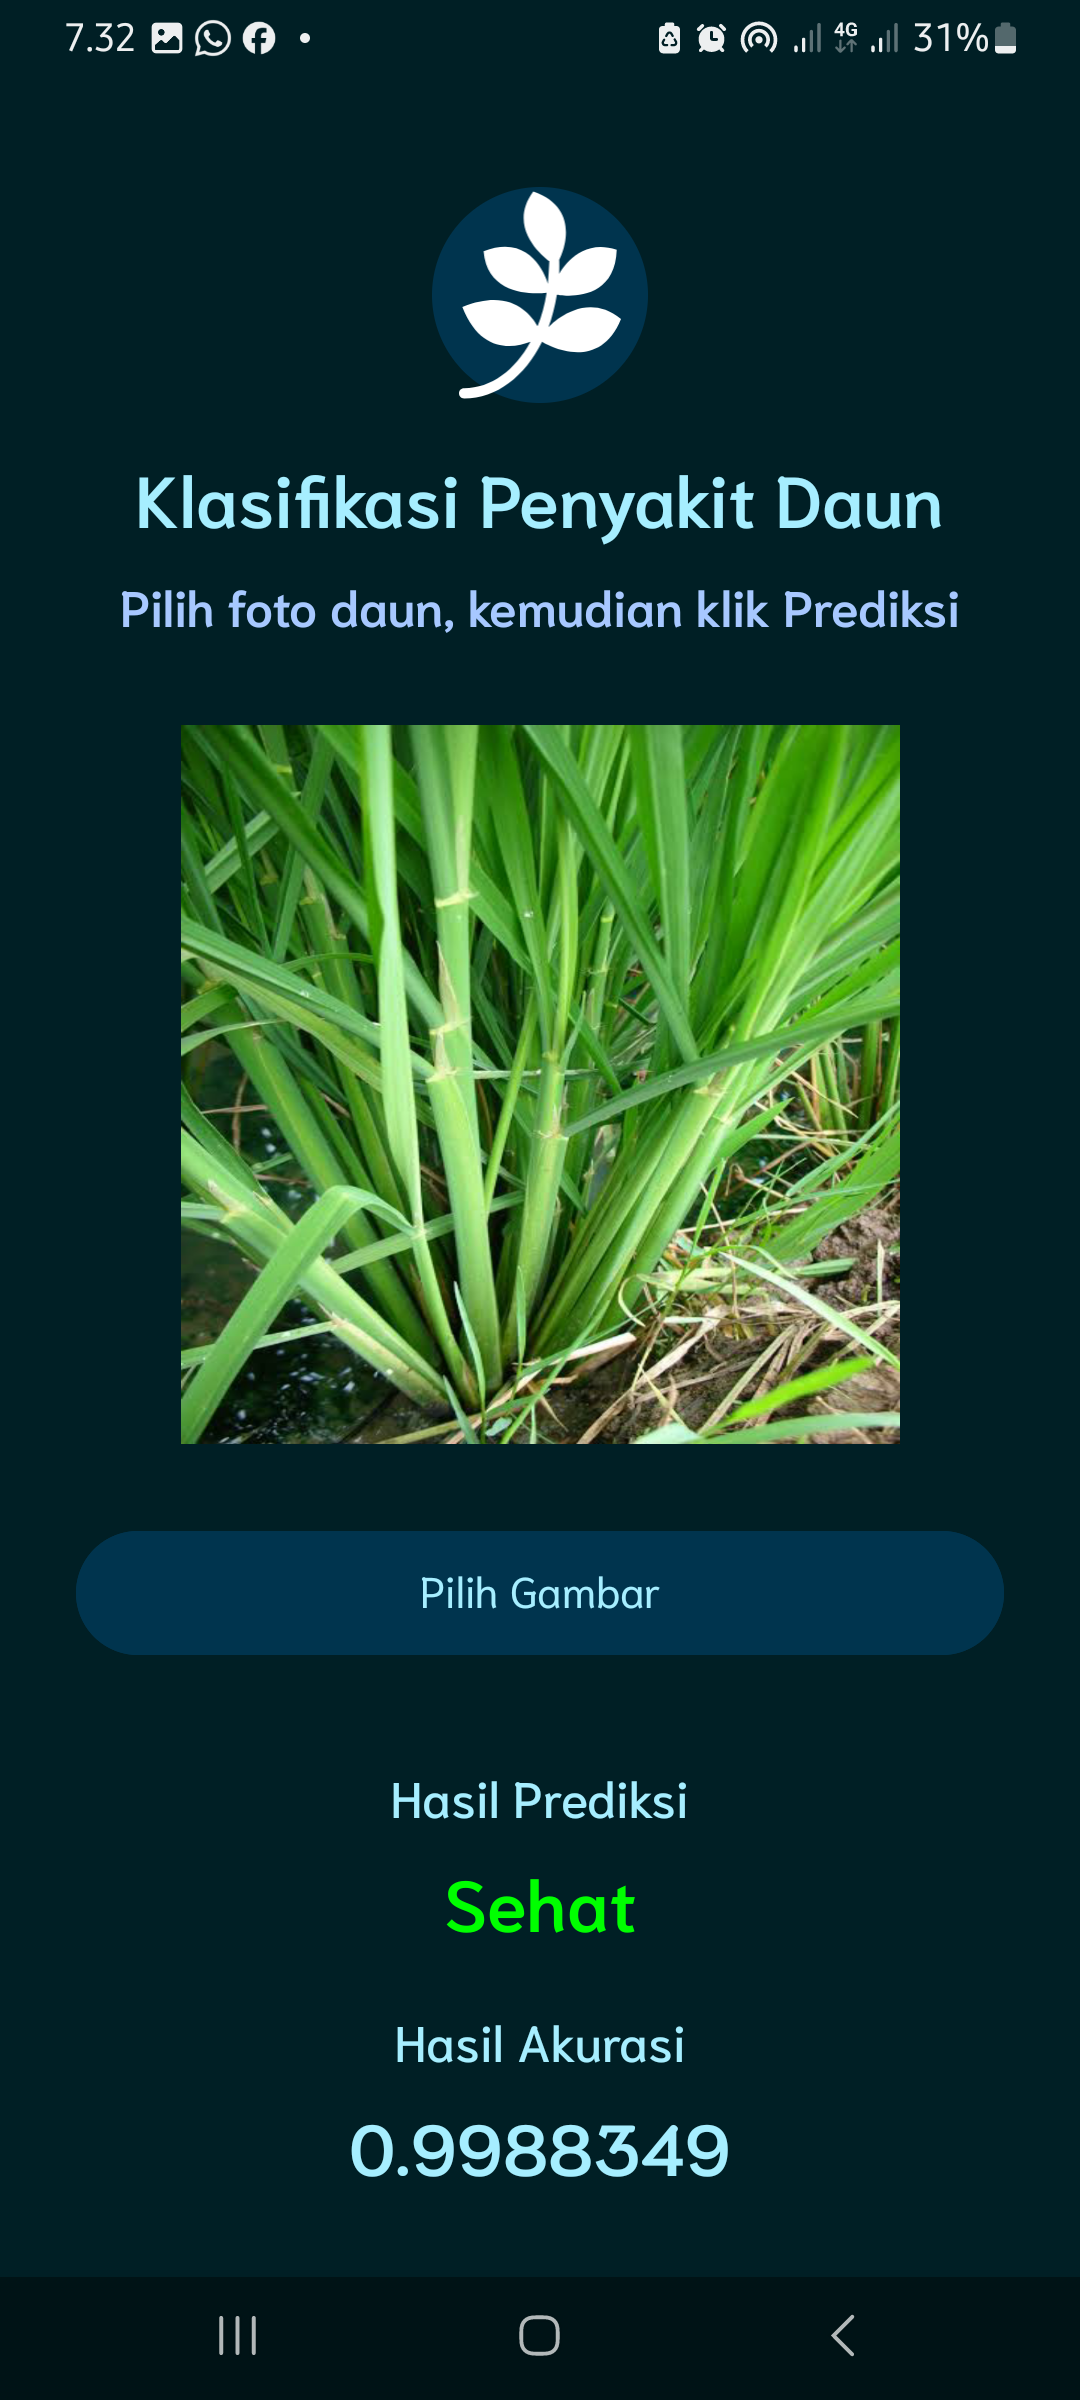 7.32
4G
31%
Klasifikasi Penyakit Daun
Pilih foto daun, kemudian klik Prediksi
Pilih Gambar
Hasil Prediksi
Sehat
Hasil Akurasi
0.9988349